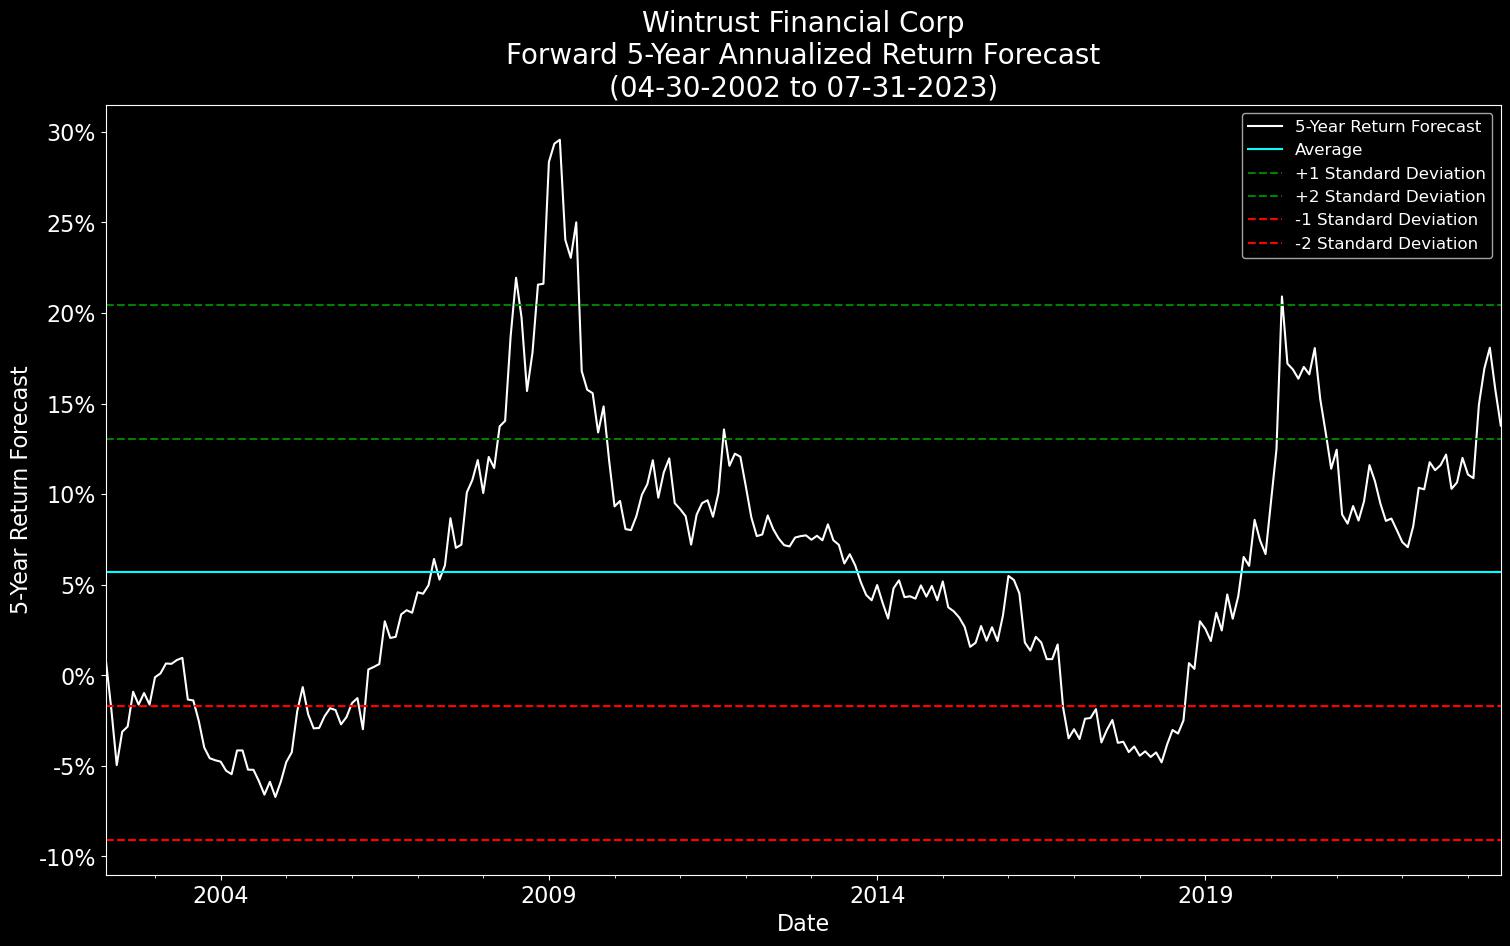 Wintrust Financial Corp
Forward 5-Year Annualized Return Forecast
(04-30-2002 to 07-31-2023)
5-Year Return Forecast
30%
25%
20%
15%
10%
5%
0%
-5%
-10%
5-Year Return Forecast
Average
+1 Standard Deviation
+2 Standard Deviation
-1 Standard Deviation
-2 Standard Deviation
2004 2009 2014 2019
Date